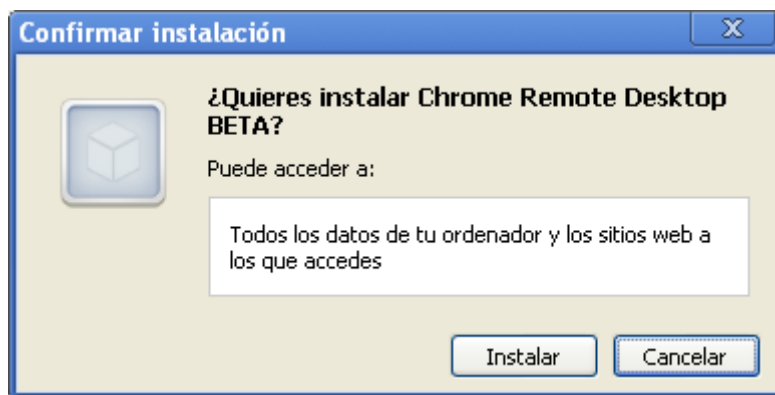 Confirmar instalación
¿Quieres instalar Chrome Remote Desktop
BETA?
Puede acceder a:
Todos los datos de tu ordenador y los sitios web a
los que accedes
Instalar
Cancelar